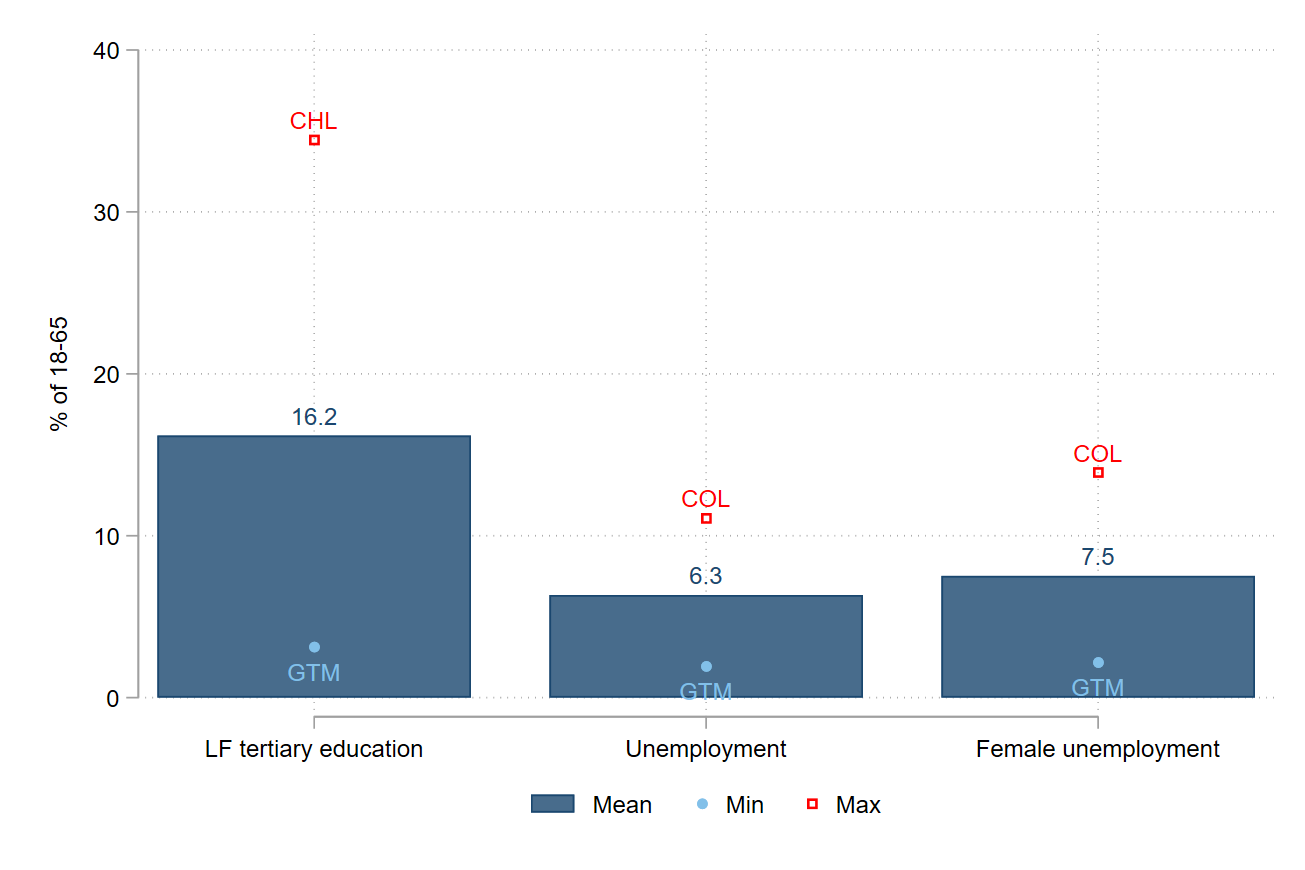 % of 18-65
40
30
20
10
0
CHL
16.2
GTM
COL
6.3
GTM
COL
7.5
GTM
LF tertiary education
Unemployment
Female unemployment
Mean
Min
Max